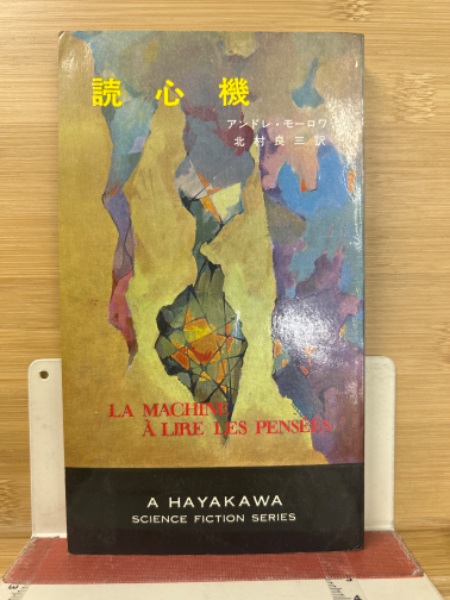 読心機
アンドレ・モーロワ
北村良三訳
LA MACHINE
À LIRE LES PENSÉES
A HAYAKAWA
SCIENCE FICTION SERIES